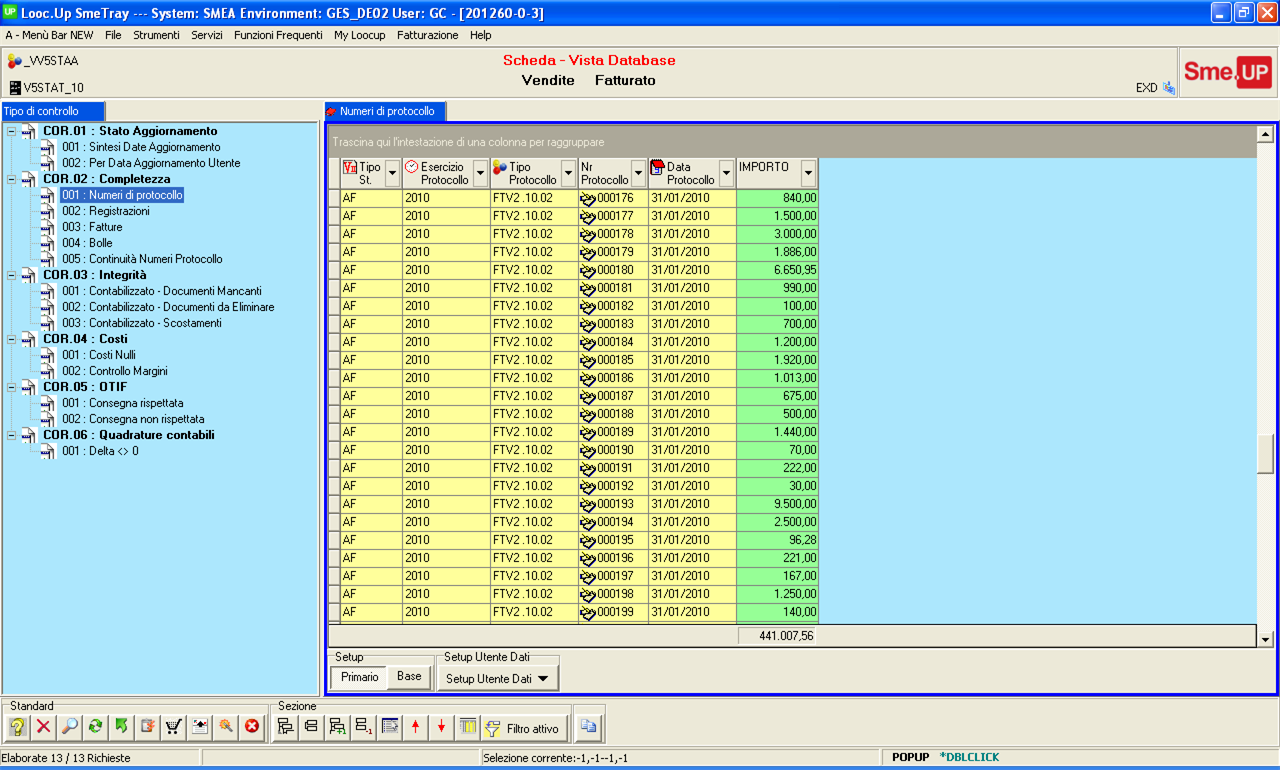 UP Looc.Up SmeTray --- System: SMEA Environment: GES_DE02 User: GC - [201260-0-3]
A - Menù Bar NEW File Strumenti Servizi Funzioni Frequenti My Loocup Fatturazione Help
_VV5STAA
Scheda - Vista Database
Vendite Fatturato
V5STAT_10
EXD
Sme.UP
Tipo di controllo
COR.01 : Stato Aggiornamento
001 : Sintesi Date Aggiornamento
002 : Per Data Aggiornamento Utente
COR.02 : Completezza
001 : Numeri di protocollo
002 : Registrazioni
003 : Fatture
004 : Bolle
005 : Continuità Numeri Protocollo
COR.03 : Integrità
001 : Contabilizzato - Documenti Mancanti
002 : Contabilizzato - Documenti da Eliminare
003 : Contabilizzato - Scostamenti
COR.04 : Costi
001 : Costi Nulli
002 : Controllo Margini
COR.05 : OTIF
001 : Consegna rispettata
002 : Consegna non rispettata
COR.06 : Quadrature contabili
001 : Delta <> 0
Numeri di protocollo
Trascina qui l'intestazione di una colonna per raggruppare
Tipo St. Esercizio Protocollo Tipo Protocollo Nr Protocollo Data Protocollo IMPORTO
AF 2010 FTV2 .10.02 000176 31/01/2010 840,00
AF 2010 FTV2 .10.02 000177 31/01/2010 1.500,00
AF 2010 FTV2 .10.02 000178 31/01/2010 3.000,00
AF 2010 FTV2 .10.02 000179 31/01/2010 1.886,00
AF 2010 FTV2 .10.02 000180 31/01/2010 6.650,95
AF 2010 FTV2 .10.02 000181 31/01/2010 990,00
AF 2010 FTV2 .10.02 000182 31/01/2010 100,00
AF 2010 FTV2 .10.02 000183 31/01/2010 700,00
AF 2010 FTV2 .10.02 000184 31/01/2010 1.200,00
AF 2010 FTV2 .10.02 000185 31/01/2010 1.920,00
AF 2010 FTV2 .10.02 000186 31/01/2010 1.013,00
AF 2010 FTV2 .10.02 000187 31/01/2010 675,00
AF 2010 FTV2 .10.02 000188 31/01/2010 500,00
AF 2010 FTV2 .10.02 000189 31/01/2010 1.440,00
AF 2010 FTV2 .10.02 000190 31/01/2010 70,00
AF 2010 FTV2 .10.02 000191 31/01/2010 222,00
AF 2010 FTV2 .10.02 000192 31/01/2010 30,00
AF 2010 FTV2 .10.02 000193 31/01/2010 9.500,00
AF 2010 FTV2 .10.02 000194 31/01/2010 2.500,00
AF 2010 FTV2 .10.02 000195 31/01/2010 96,28
AF 2010 FTV2 .10.02 000196 31/01/2010 221,00
AF 2010 FTV2 .10.02 000197 31/01/2010 167,00
AF 2010 FTV2 .10.02 000198 31/01/2010 1.250,00
AF 2010 FTV2 .10.02 000199 31/01/2010 140,00
441.007,56
Setup Setup Utente Dati
Primario Base Setup Utente Dati
Standard Sezione
Filtro attivo
Elaborate 13 / 13 Richieste Selezione corrente:-1,-1--1,-1 POPUP *DBLCLICK